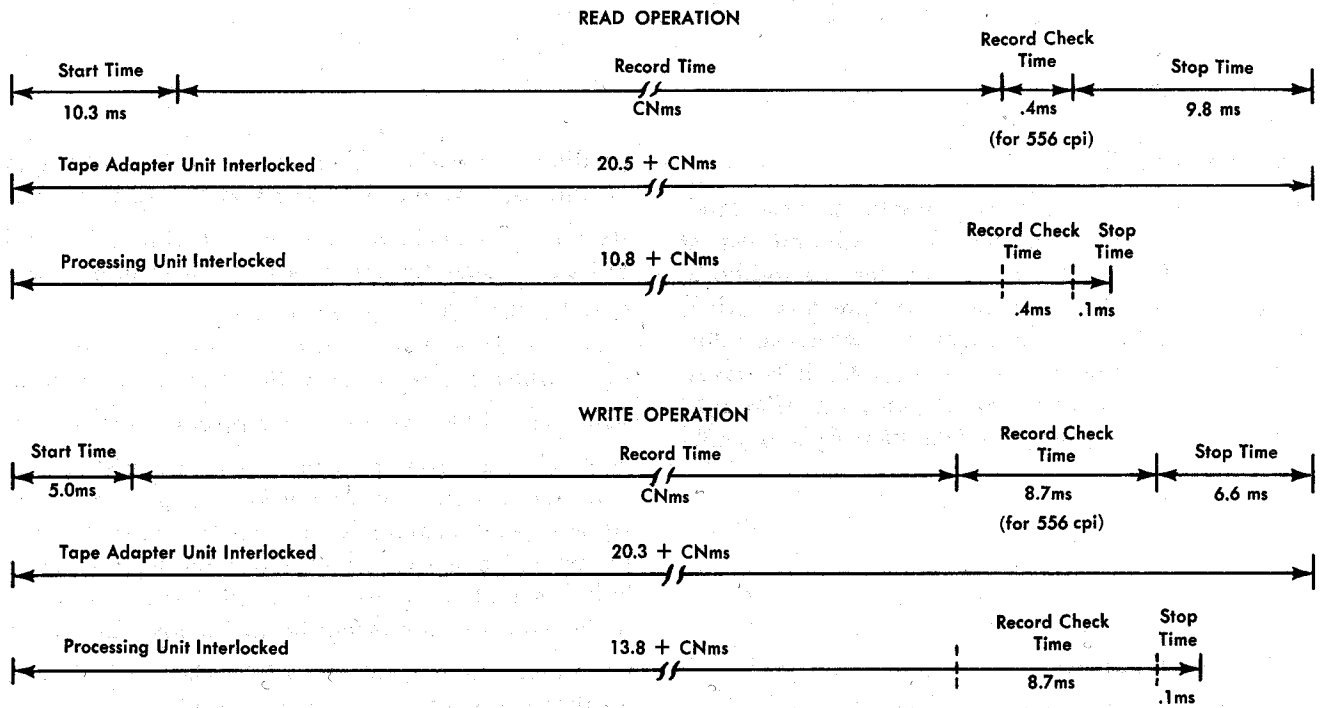 READ OPERATION
Start Time
Record Time
Record Check
Time
Stop Time
10.3 ms
CNms
.4ms
9.8 ms
(for 556 cpi)
Tape Adapter Unit Interlocked
20.5 + CNms
Record Check
Time
Stop
Time
Processing Unit Interlocked
10.8 + CNms
.4ms
.1ms
WRITE OPERATION
Start Time
Record Time
Record Check
Time
Stop Time
5.0ms
CNms
8.7ms
6.6 ms
(for 556 cpi)
Tape Adapter Unit Interlocked
20.3 + CNms
Processing Unit Interlocked
13.8 + CNms
Record Check
Time
Stop
Time
8.7ms
.1ms